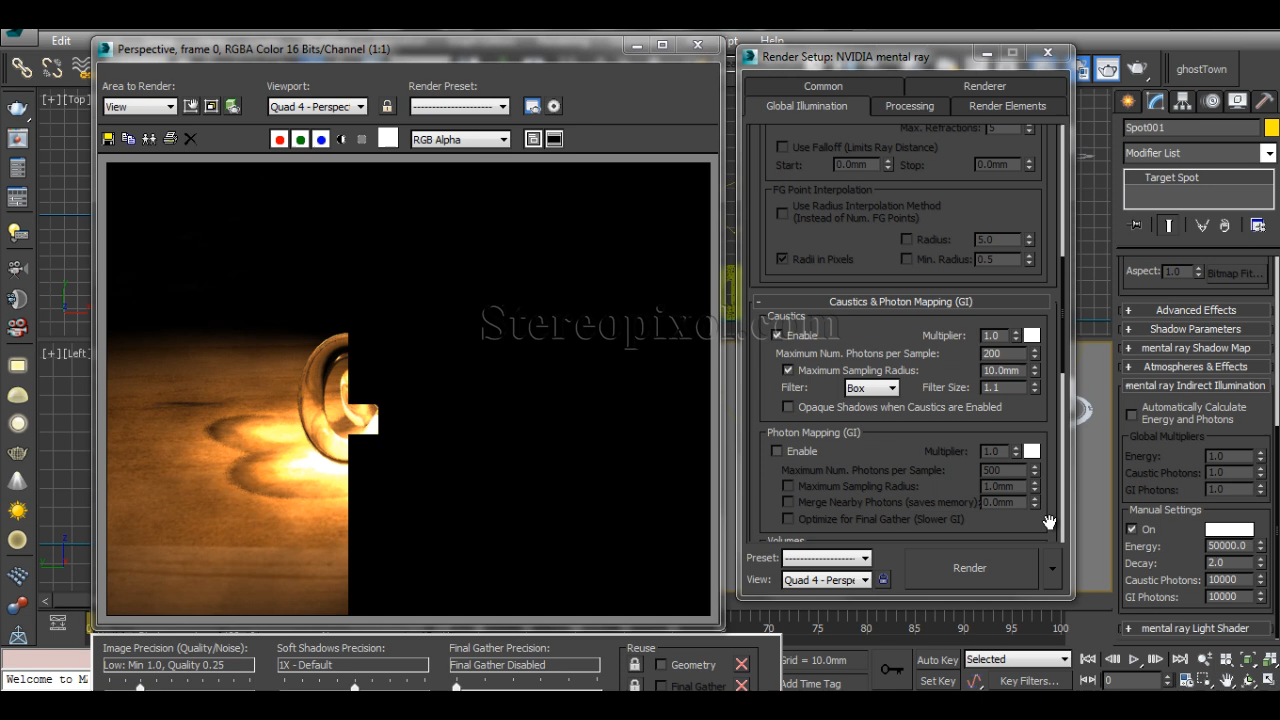 Edit
Perspective, frame 0, RGBA Color 16 Bits/Channel (1:1)
Area to Render:
View
Viewport:
Quad 4 - Perspec
Render Preset:
RGB Alpha
Render Setup: NVIDIA mental ray
Common
Renderer
Global Illumination
Processing
Render Elements
Max. Refractions: 5
Use Falloff (Limits Ray Distance)
Start: 0.0mm
Stop: 0.0mm
FG Point Interpolation
Use Radius Interpolation Method
(Instead of Num. FG Points)
Radius: 5.0
Radii in Pixels
Min. Radius: 0.5
Caustics & Photon Mapping (GI)
Caustics
Enable
Multiplier: 1.0
Maximum Num. Photons per Sample: 200
Maximum Sampling Radius: 10.0mm
Filter: Box
Filter Size: 1.1
Opaque Shadows when Caustics are Enabled
Photon Mapping (GI)
Enable
Multiplier: 1.0
Maximum Num. Photons per Sample: 500
Maximum Sampling Radius: 1.0mm
Merge Nearby Photons (saves memory): 0.0mm
Optimize for Final Gather (Slower GI)
Volumes
Preset:
View: Quad 4 - Perspe
Render
Stereopixol.com
ghostTown
Spot001
Modifier List
Target Spot
Aspect: 1.0
Bitmap Fit...
+ Advanced Effects
+ Shadow Parameters
+ mental ray Shadow Map
+ Atmospheres & Effects
mental ray Indirect Illumination
Automatically Calculate
Energy and Photons
Global Multipliers
Energy: 1.0
Caustic Photons: 1.0
GI Photons: 1.0
Manual Settings
On
Energy: 50000.0
Decay: 2.0
Caustic Photons: 10000
GI Photons: 10000
+ mental ray Light Shader
[+] [Top]
[+] [Left]
70 75 80 85 90 95 100
Image Precision (Quality/Noise):
Low: Min 1.0, Quality 0.25
Soft Shadows Precision:
1X - Default
Final Gather Precision:
Final Gather Disabled
Reuse
Geometry
Final Gather
Welcome to M
Grid = 10.0mm
Add Time Tag
Auto Key
Selected
Set Key
Key Filters...
0